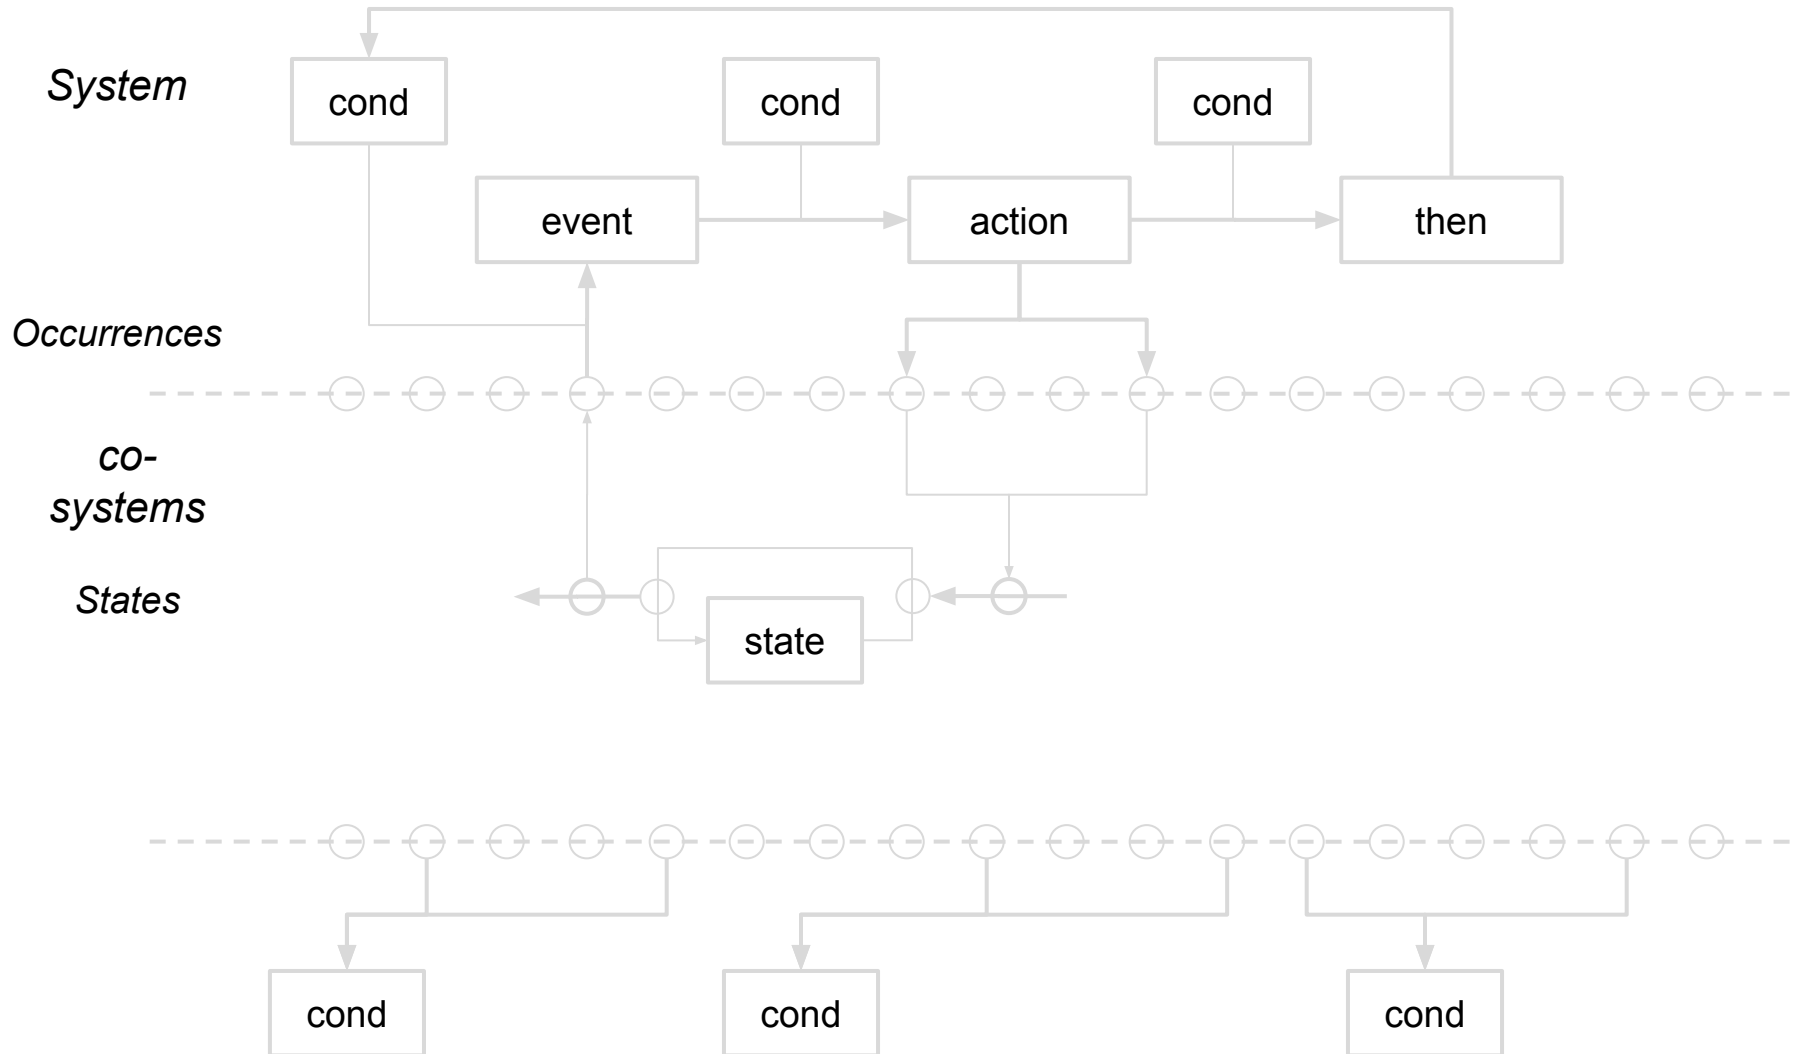 System
cond
cond
cond
event
action
then
Occurrences
co-
systems
States
state
cond
cond
cond